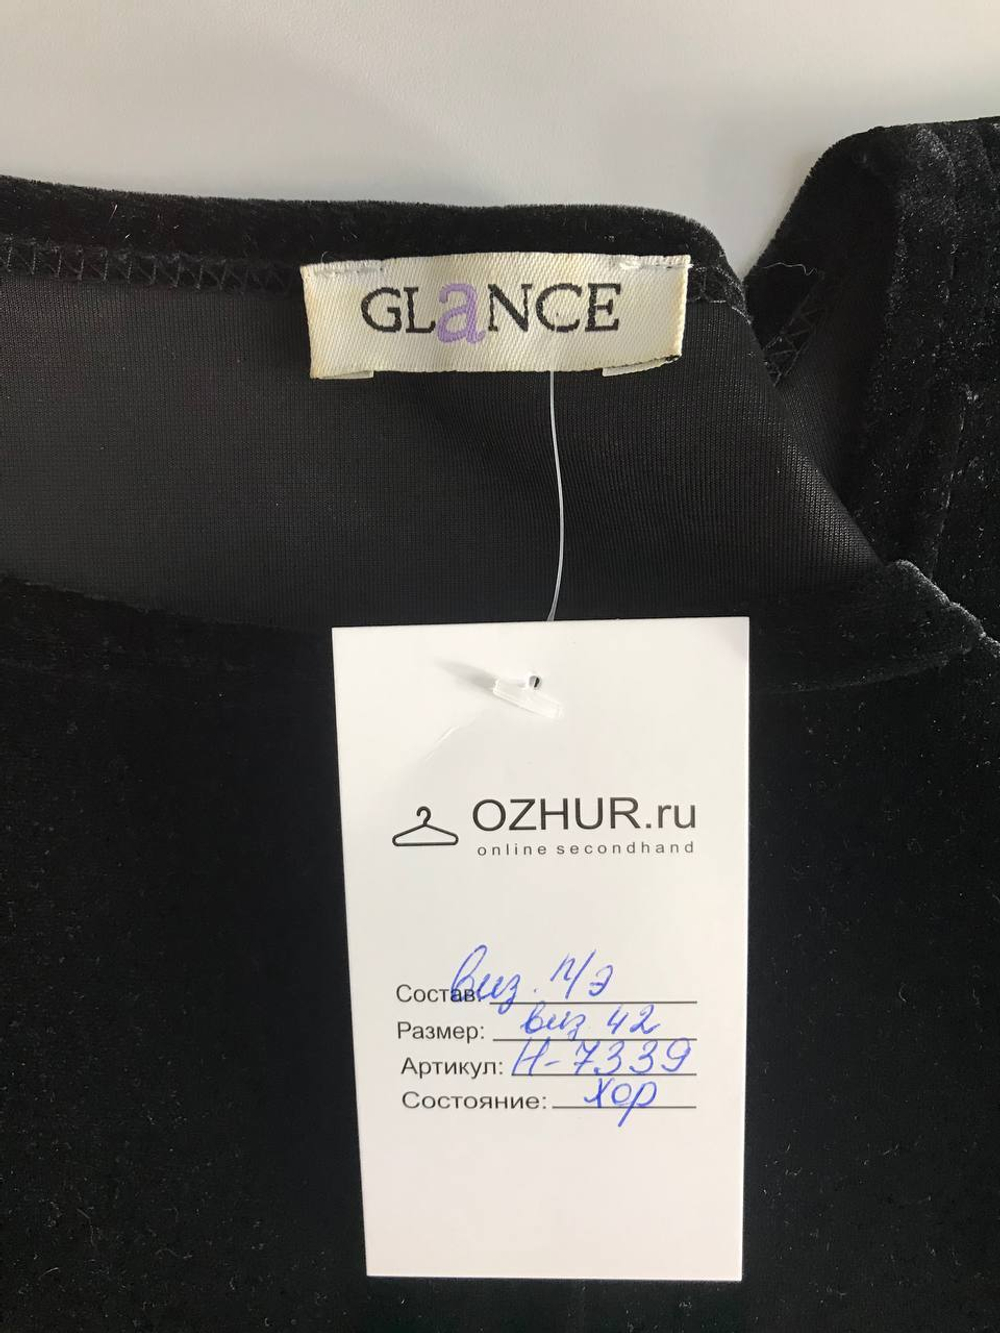 GLaNCE
OZHUR.ru
online secondhand
Состав: виз. п/э
Размер: виз 42
Артикул: Н-7339
Состояние: хор